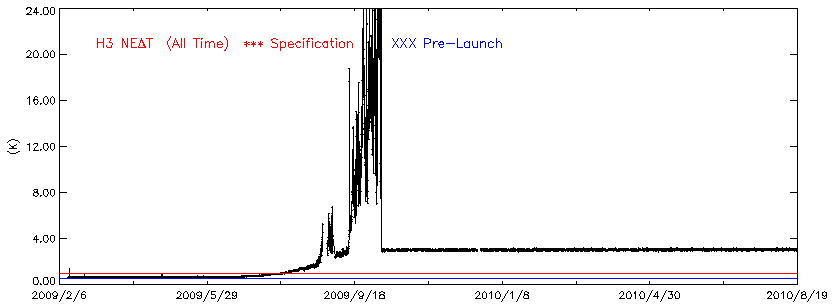 24.00
H3 NEΔT (All Time) *** Specification XXX Pre-Launch
20.00
16.00
12.00
(K)
8.00
4.00
0.00
2009/2/6 2009/5/29 2009/9/18 2010/1/8 2010/4/30 2010/8/19